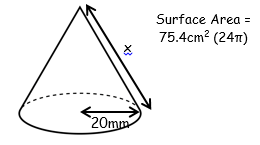 Surface Area =
75.4cm² (24π)
x
20mm